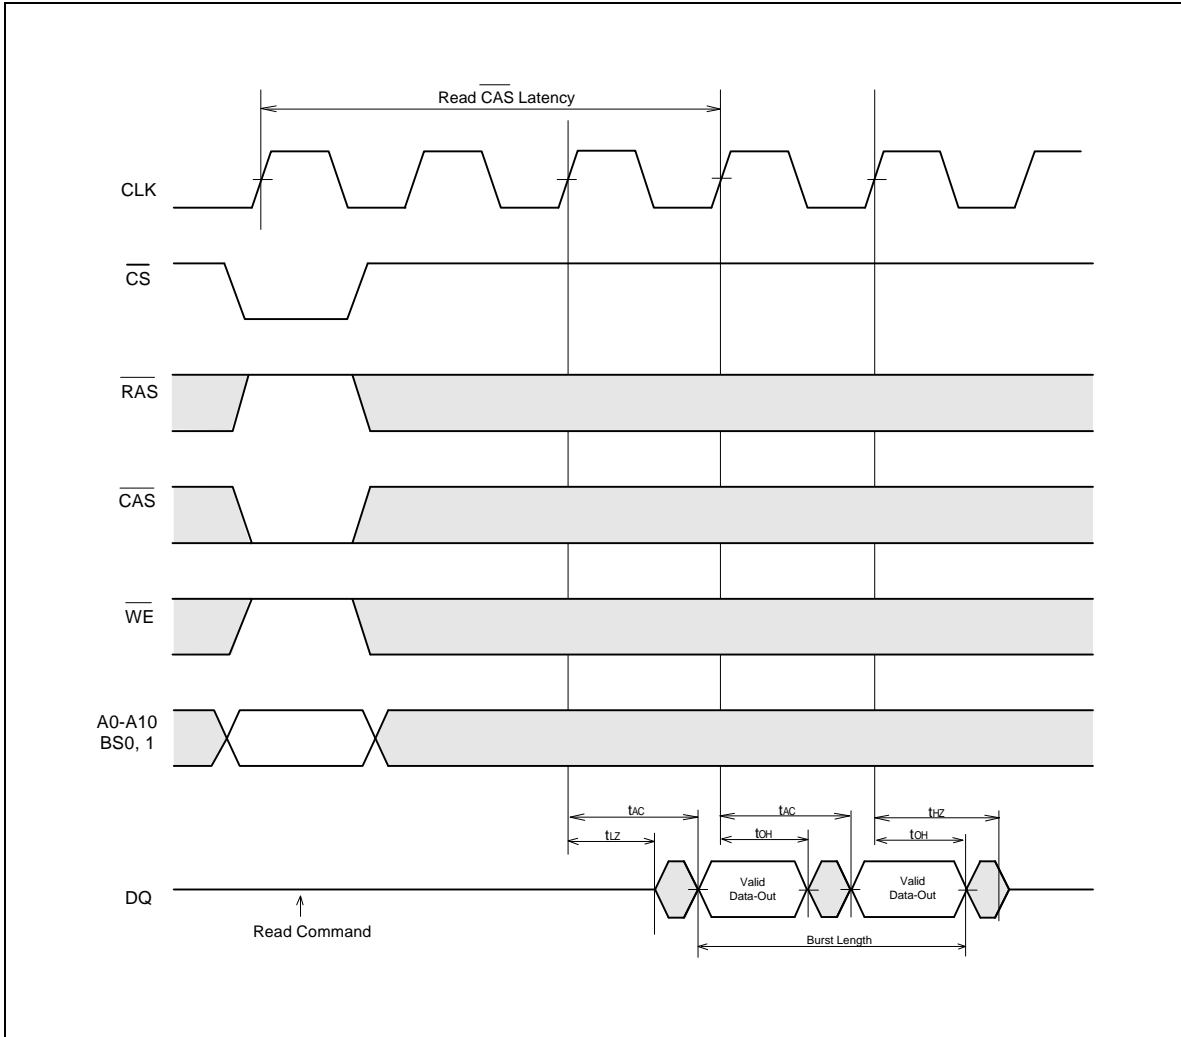 Read CAS Latency
CLK
CS
RAS
CAS
WE
A0-A10
BS0, 1
tAC
tAC
tHZ
tLZ
tOH
tOH
DQ
Valid
Data-Out
Valid
Data-Out
Read Command
Burst Length